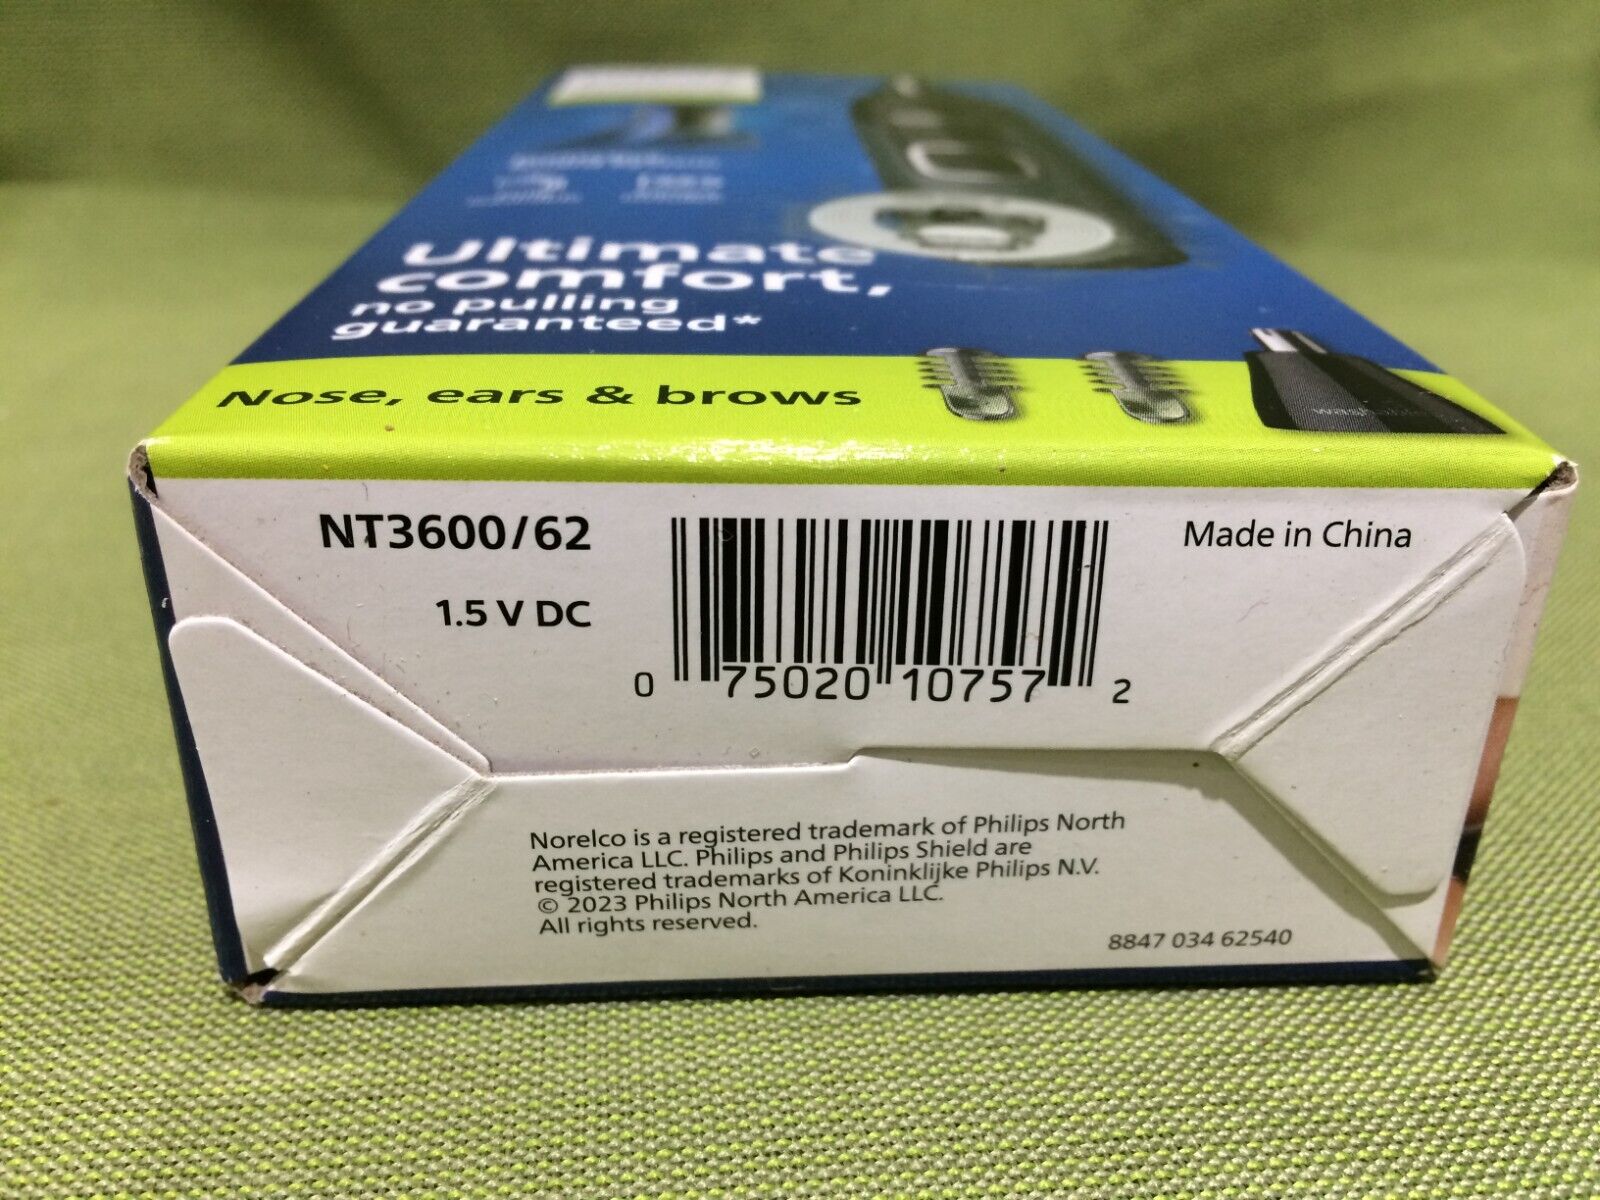 Ultimate
comfort,
no pulling
guaranteed*
Nose, ears & brows
NT3600/62
1.5 V DC
Made in China
0 75020 10757 2
Norelco is a registered trademark of Philips North
America LLC. Philips and Philips Shield are
registered trademarks of Koninklijke Philips N.V.
© 2023 Philips North America LLC.
All rights reserved.
8847 034 62540